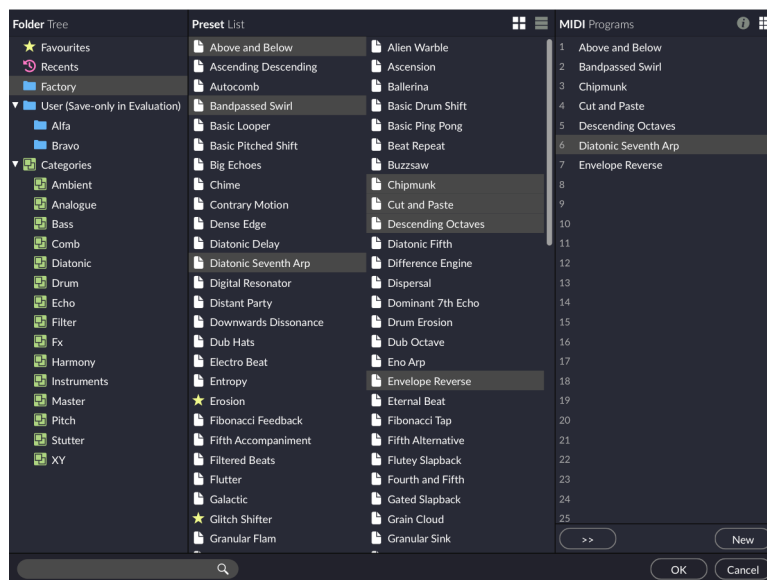 Folder Tree
Favourites
Recents
Factory
User (Save-only in Evaluation)
Alfa
Bravo
Categories
Ambient
Analogue
Bass
Comb
Diatonic
Drum
Echo
Filter
Fx
Harmony
Instruments
Master
Pitch
Stutter
XY
Preset List
Above and Below
Ascending Descending
Autocomb
Bandpassed Swirl
Basic Looper
Basic Pitched Shift
Big Echoes
Chime
Contrary Motion
Dense Edge
Diatonic Delay
Diatonic Seventh Arp
Digital Resonator
Distant Party
Downwards Dissonance
Dub Hats
Electro Beat
Entropy
Erosion
Fibonacci Feedback
Fifth Accompaniment
Filtered Beats
Flutter
Galactic
Glitch Shifter
Granular Flam
Alien Warble
Ascension
Ballerina
Basic Drum Shift
Basic Ping Pong
Beat Repeat
Buzzsaw
Chipmunk
Cut and Paste
Descending Octaves
Diatonic Fifth
Difference Engine
Dispersal
Dominant 7th Echo
Drum Erosion
Dub Octave
Eno Arp
Envelope Reverse
Eternal Beat
Fibonacci Tap
Fifth Alternative
Flutey Slapback
Fourth and Fifth
Gated Slapback
Grain Cloud
Granular Sink
MIDI Programs
1 Above and Below
2 Bandpassed Swirl
3 Chipmunk
4 Cut and Paste
5 Descending Octaves
6 Diatonic Seventh Arp
7 Envelope Reverse
8
9
10
11
12
13
14
15
16
17
18
19
20
21
22
23
24
25
>> New
OK Cancel